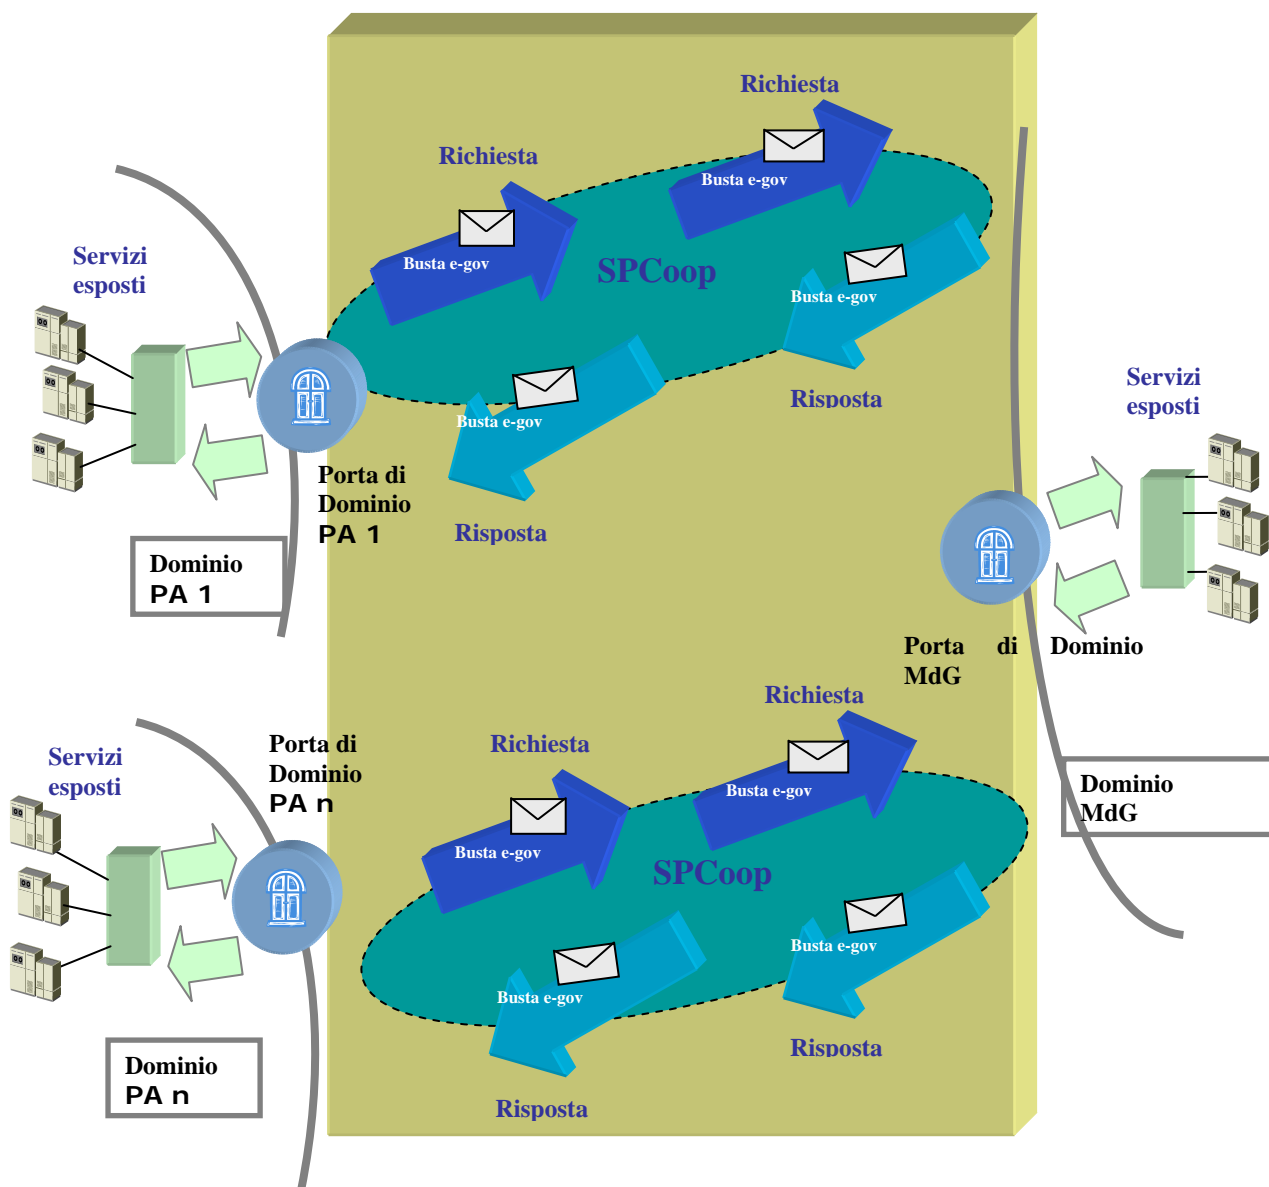 Richiesta
Richiesta
Busta e-gov
Busta e-gov
SPCoop
Busta e-gov
Servizi
esposti
Busta e-gov
Risposta
Risposta
Porta di
Dominio
PA 1
Dominio
PA 1
Servizi
esposti
Porta di Dominio
MdG
Dominio
MdG
Richiesta
Richiesta
Servizi
esposti
Porta di
Dominio
PA n
Busta e-gov
Busta e-gov
SPCoop
Busta e-gov
Busta e-gov
Risposta
Risposta
Dominio
PA n